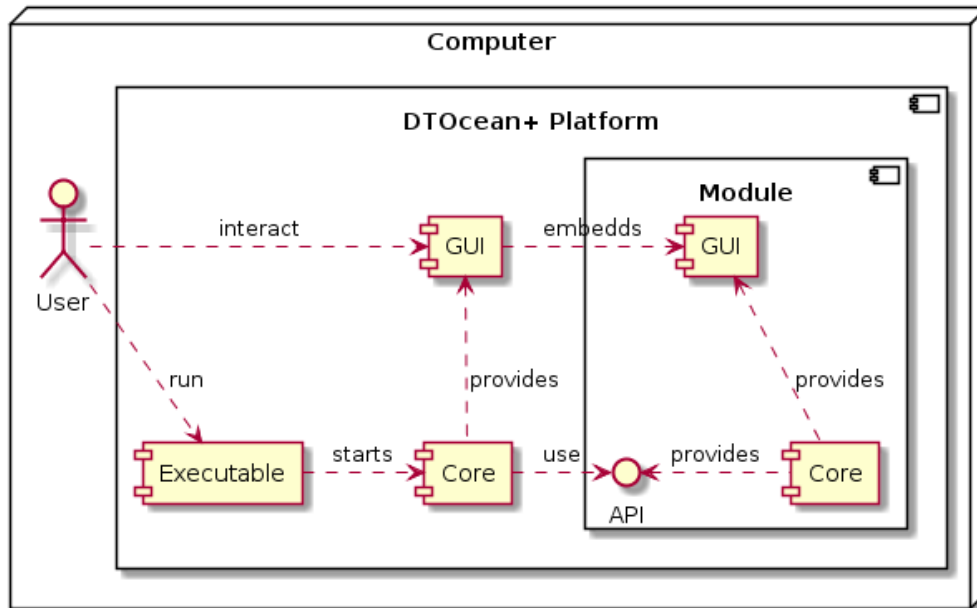 Computer
DTOcean+ Platform
Module
interact
GUI
embedds
GUI
User
run
provides
provides
Executable
starts
Core
use
provides
Core
API